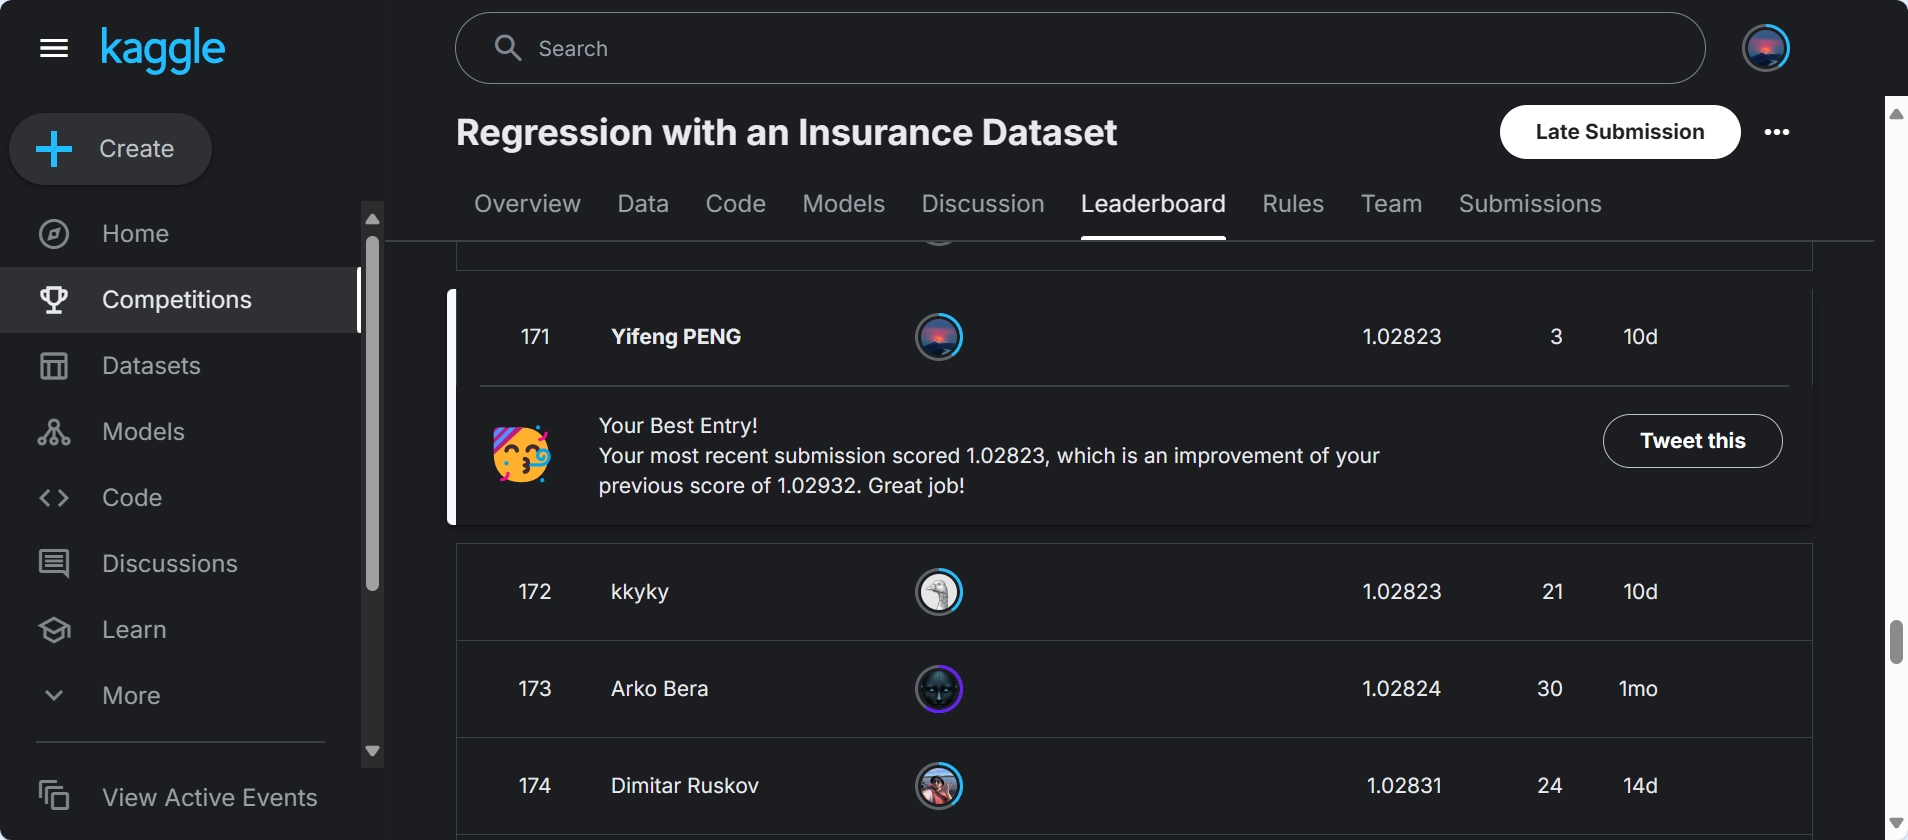 kaggle
Search
Create
Home
Competitions
Datasets
Models
Code
Discussions
Learn
More
View Active Events
Regression with an Insurance Dataset
Late Submission
Overview Data Code Models Discussion Leaderboard Rules Team Submissions
171 Yifeng PENG 1.02823 3 10d
Your Best Entry!
Your most recent submission scored 1.02823, which is an improvement of your
previous score of 1.02932. Great job!
Tweet this
172 kkyky 1.02823 21 10d
173 Arko Bera 1.02824 30 1mo
174 Dimitar Ruskov 1.02831 24 14d